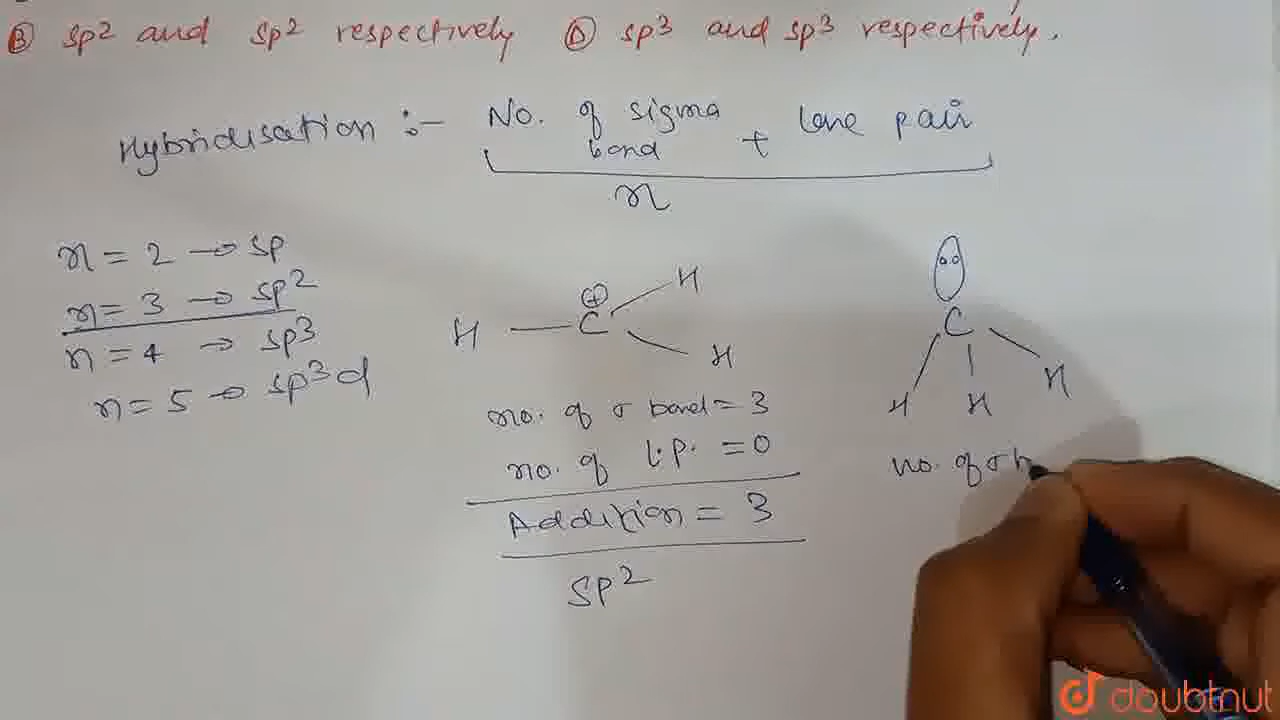 B sp2 and sp2 respectively D sp3 and sp3 respectively.
Hybridisation :- No. of sigma bond + lone pair
n
n = 2 → sp
n = 3 → sp2
n = 4 → sp3
n = 5 → sp3d
H C + H H
no. of σ bond = 3
no. of l.p. = 0
Addition = 3
sp2
C H H H
no. of σ b
doubtnut